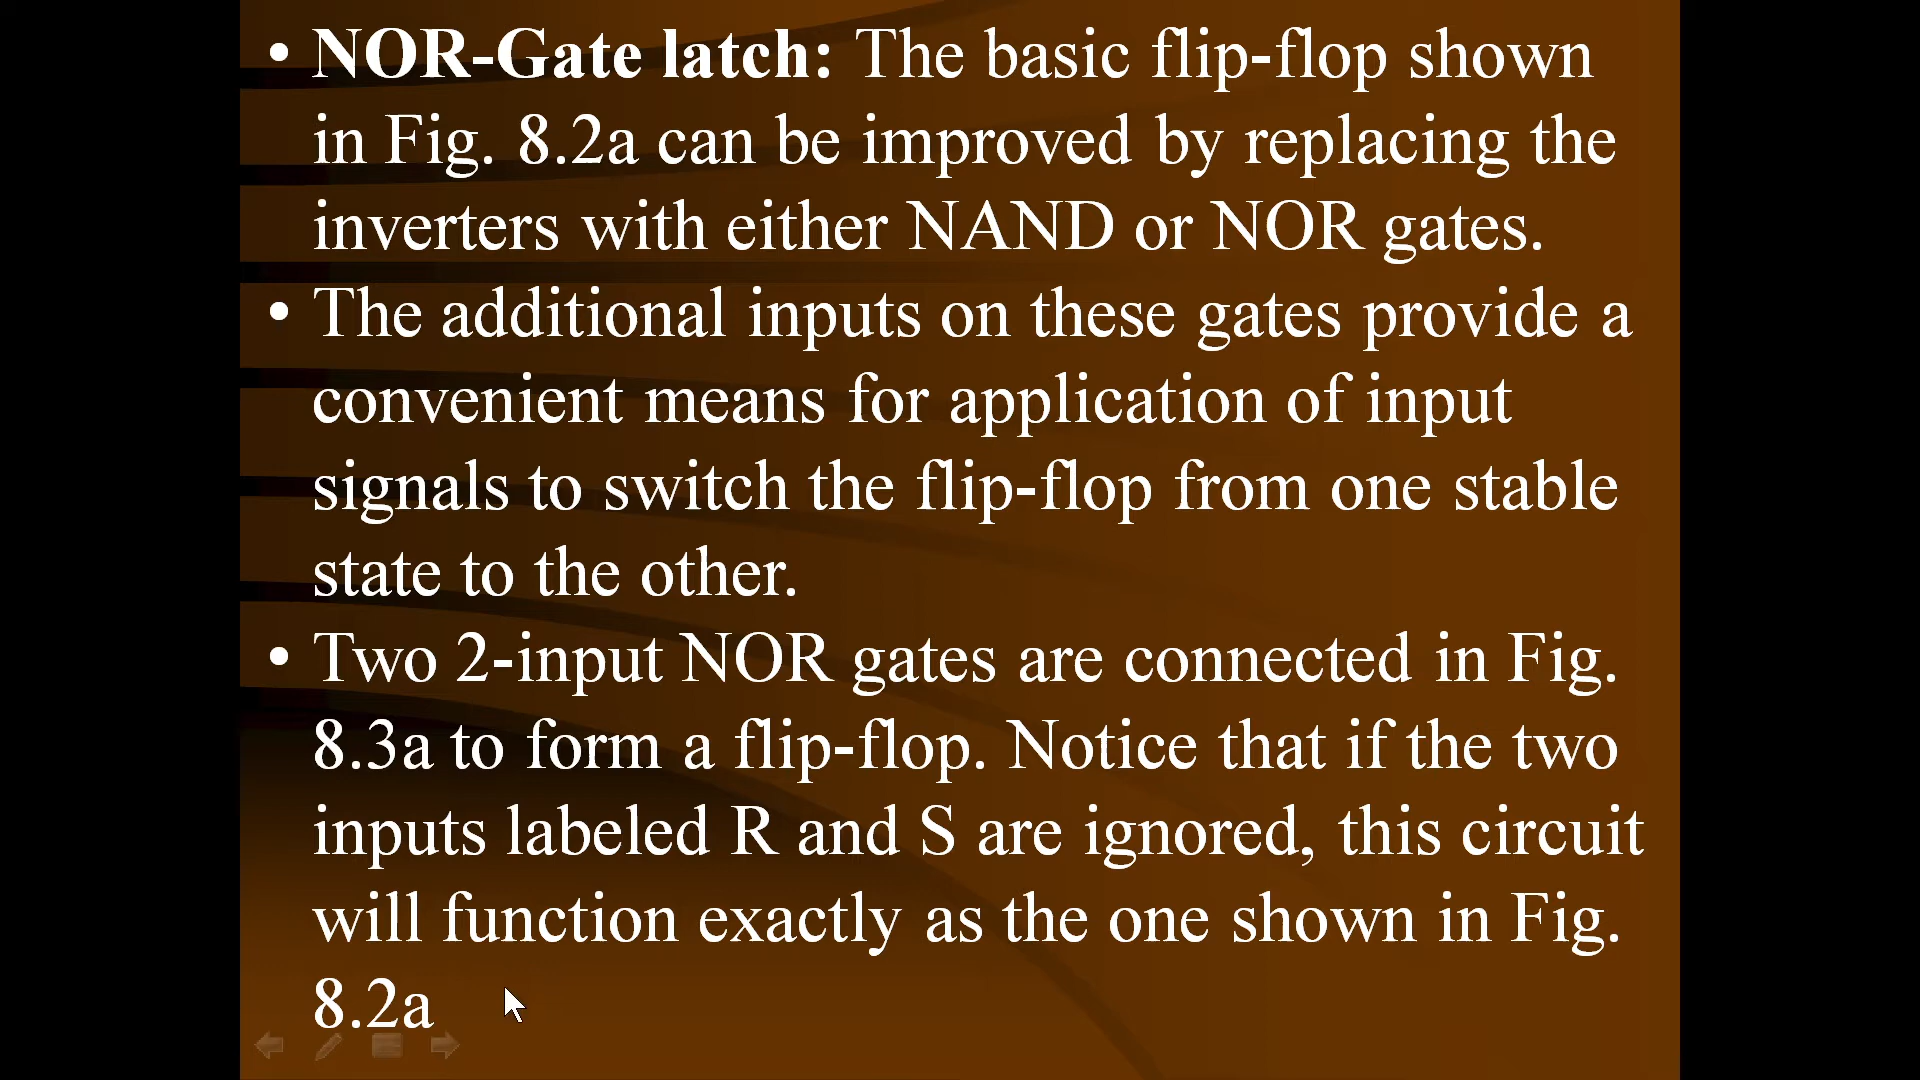 • NOR-Gate latch: The basic flip-flop shown
in Fig. 8.2a can be improved by replacing the
inverters with either NAND or NOR gates.
• The additional inputs on these gates provide a
convenient means for application of input
signals to switch the flip-flop from one stable
state to the other.
• Two 2-input NOR gates are connected in Fig.
8.3a to form a flip-flop. Notice that if the two
inputs labeled R and S are ignored, this circuit
will function exactly as the one shown in Fig.
8.2a